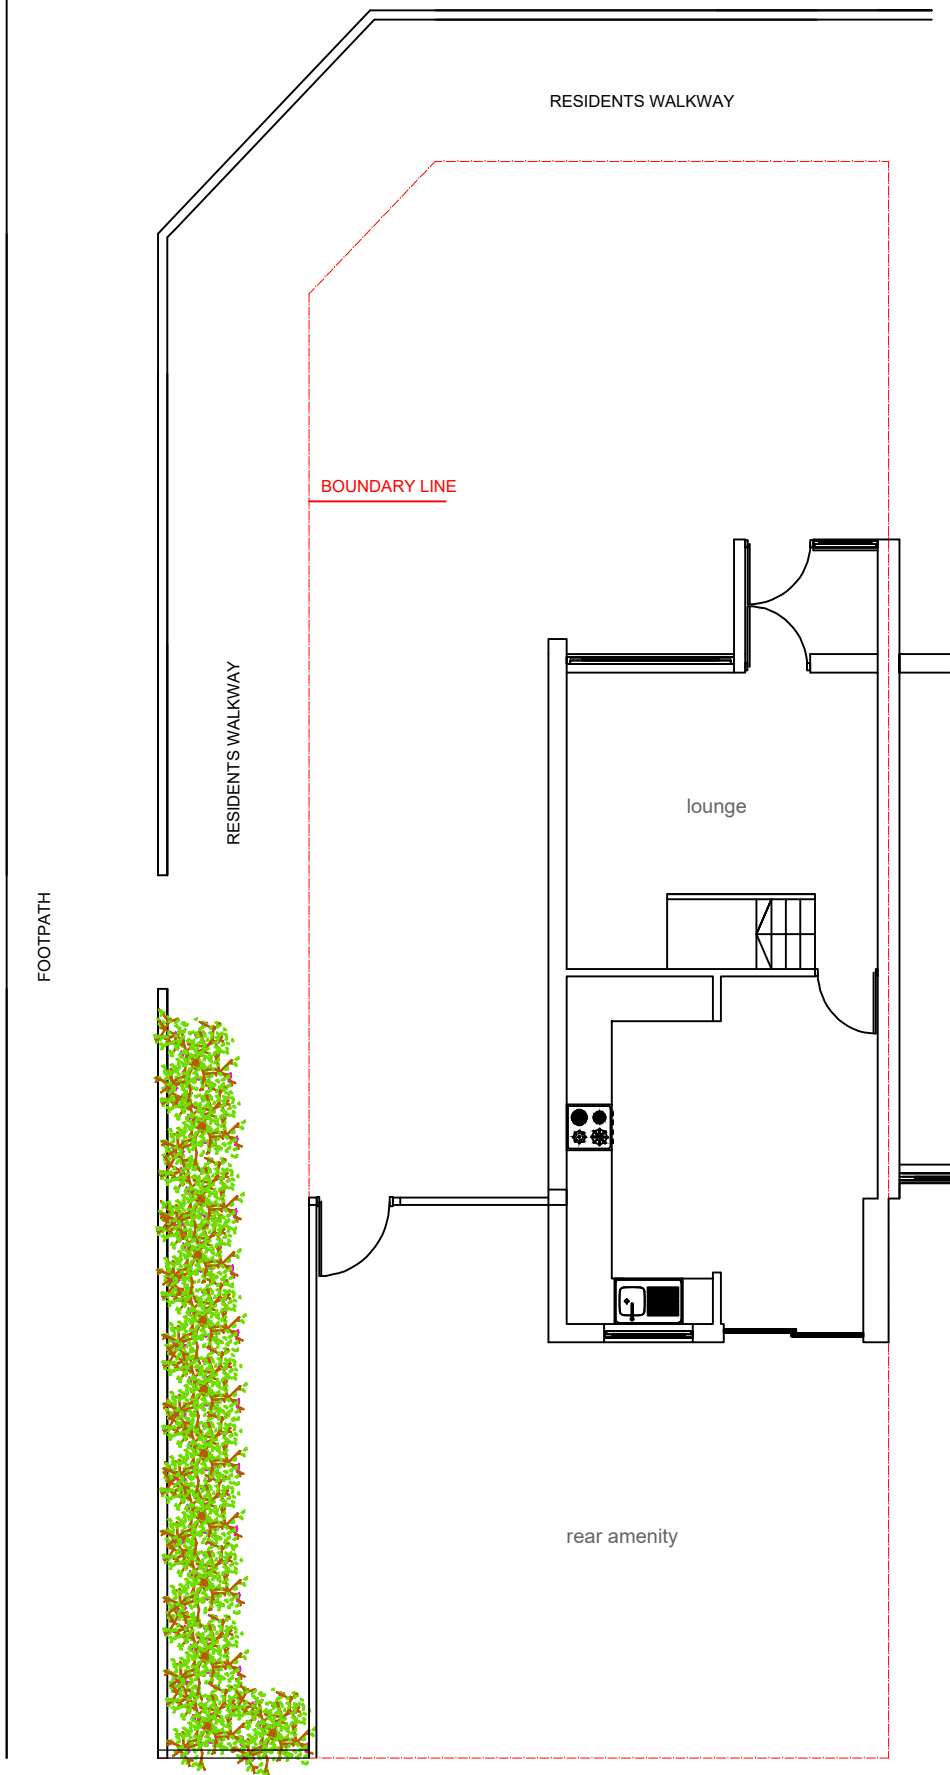 RESIDENTS WALKWAY
BOUNDARY LINE
RESIDENTS WALKWAY
lounge
FOOTPATH
rear amenity